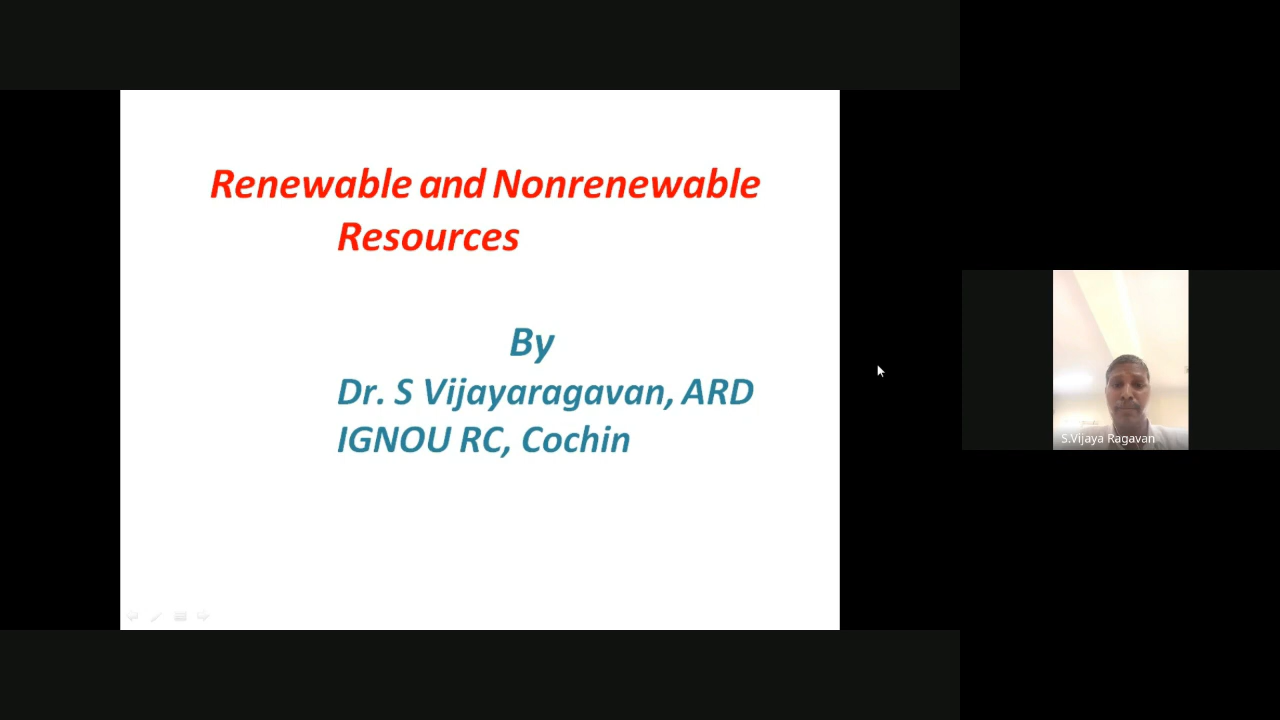 Renewable and Nonrenewable
Resources
By
Dr. S Vijayaragavan, ARD
IGNOU RC, Cochin
S.Vijaya Ragavan